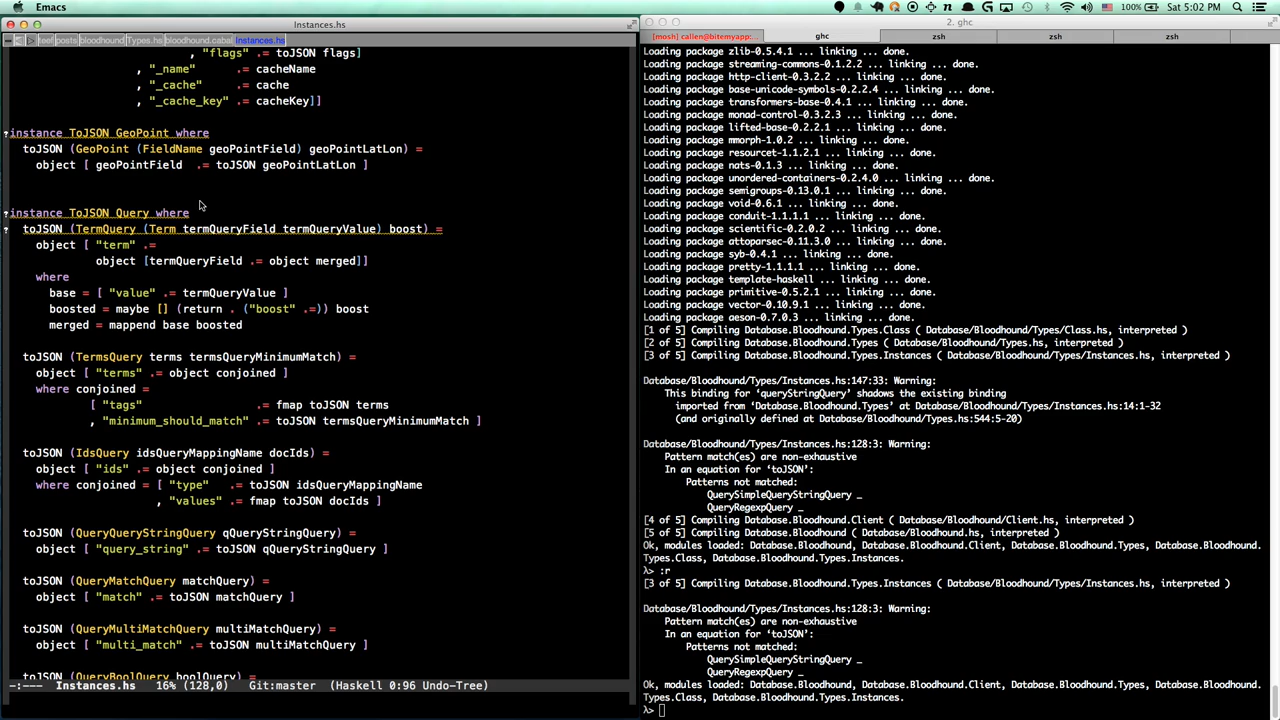 Emacs
100%
Sat 5:02 PM
Instances.hs
posts
bloodhound
Types.hs
bloodhound.cabal
Instances.hs
, "flags" .= toJSON flags]
, "_name" .= cacheName
, "_cache" .= cache
, "_cache_key" .= cacheKey]]
?instance ToJSON GeoPoint where
toJSON (GeoPoint (FieldName geoPointField) geoPointLatLon) =
object [ geoPointField .= toJSON geoPointLatLon ]
?instance ToJSON Query where
? toJSON (TermQuery (Term termQueryField termQueryValue) boost) =
object [ "term" .=
object [termQueryField .= object merged]]
where
base = [ "value" .= termQueryValue ]
boosted = maybe [] (return . ("boost" .=)) boost
merged = mappend base boosted
toJSON (TermsQuery terms termsQueryMinimumMatch) =
object [ "terms" .= object conjoined ]
where conjoined =
[ "tags" .= fmap toJSON terms
, "minimum_should_match" .= toJSON termsQueryMinimumMatch ]
toJSON (IdsQuery idsQueryMappingName docIds) =
object [ "ids" .= object conjoined ]
where conjoined = [ "type" .= toJSON idsQueryMappingName
, "values" .= fmap toJSON docIds ]
toJSON (QueryQueryStringQuery qQueryStringQuery) =
object [ "query_string" .= toJSON qQueryStringQuery ]
toJSON (QueryMatchQuery matchQuery) =
object [ "match" .= toJSON matchQuery ]
toJSON (QueryMultiMatchQuery multiMatchQuery) =
object [ "multi_match" .= toJSON multiMatchQuery ]
toJSON (QueryBoolQuery boolQuery) =
-:--- Instances.hs 16% (128,0) Git:master (Haskell 0:96 Undo-Tree)
2. ghc
[mosh] callen@bitemyapp:...
ghc
zsh
zsh
zsh
Loading package zlib-0.5.4.1 ... linking ... done.
Loading package streaming-commons-0.1.2.2 ... linking ... done.
Loading package http-client-0.3.2.2 ... linking ... done.
Loading package base-unicode-symbols-0.2.2.4 ... linking ... done.
Loading package transformers-base-0.4.1 ... linking ... done.
Loading package monad-control-0.3.2.3 ... linking ... done.
Loading package lifted-base-0.2.2.1 ... linking ... done.
Loading package mmorph-1.0.2 ... linking ... done.
Loading package resourcet-1.1.2.1 ... linking ... done.
Loading package nats-0.1.3 ... linking ... done.
Loading package unordered-containers-0.2.4.0 ... linking ... done.
Loading package semigroups-0.13.0.1 ... linking ... done.
Loading package void-0.6.1 ... linking ... done.
Loading package conduit-1.1.1.1 ... linking ... done.
Loading package scientific-0.2.0.2 ... linking ... done.
Loading package attoparsec-0.11.3.0 ... linking ... done.
Loading package syb-0.4.1 ... linking ... done.
Loading package pretty-1.1.1.1 ... linking ... done.
Loading package template-haskell ... linking ... done.
Loading package primitive-0.5.2.1 ... linking ... done.
Loading package vector-0.10.9.1 ... linking ... done.
Loading package aeson-0.7.0.3 ... linking ... done.
[1 of 5] Compiling Database.Bloodhound.Types.Class ( Database/Bloodhound/Types/Class.hs, interpreted )
[2 of 5] Compiling Database.Bloodhound.Types ( Database/Bloodhound/Types.hs, interpreted )
[3 of 5] Compiling Database.Bloodhound.Types.Instances ( Database/Bloodhound/Types/Instances.hs, interpreted )
Database/Bloodhound/Types/Instances.hs:147:33: Warning:
This binding for ‘queryStringQuery’ shadows the existing binding
imported from ‘Database.Bloodhound.Types’ at Database/Bloodhound/Types/Instances.hs:14:1-32
(and originally defined at Database/Bloodhound/Types.hs:544:5-20)
Database/Bloodhound/Types/Instances.hs:128:3: Warning:
Pattern match(es) are non-exhaustive
In an equation for ‘toJSON’:
Patterns not matched:
QuerySimpleQueryStringQuery _
QueryRegexpQuery _
[4 of 5] Compiling Database.Bloodhound.Client ( Database/Bloodhound/Client.hs, interpreted )
[5 of 5] Compiling Database.Bloodhound ( Database/Bloodhound.hs, interpreted )
Ok, modules loaded: Database.Bloodhound, Database.Bloodhound.Client, Database.Bloodhound.Types, Database.Bloodhound.
Types.Class, Database.Bloodhound.Types.Instances.
λ> :r
[3 of 5] Compiling Database.Bloodhound.Types.Instances ( Database/Bloodhound/Types/Instances.hs, interpreted )
Database/Bloodhound/Types/Instances.hs:128:3: Warning:
Pattern match(es) are non-exhaustive
In an equation for ‘toJSON’:
Patterns not matched:
QuerySimpleQueryStringQuery _
QueryRegexpQuery _
Ok, modules loaded: Database.Bloodhound, Database.Bloodhound.Client, Database.Bloodhound.Types, Database.Bloodhound.
Types.Class, Database.Bloodhound.Types.Instances.
λ>